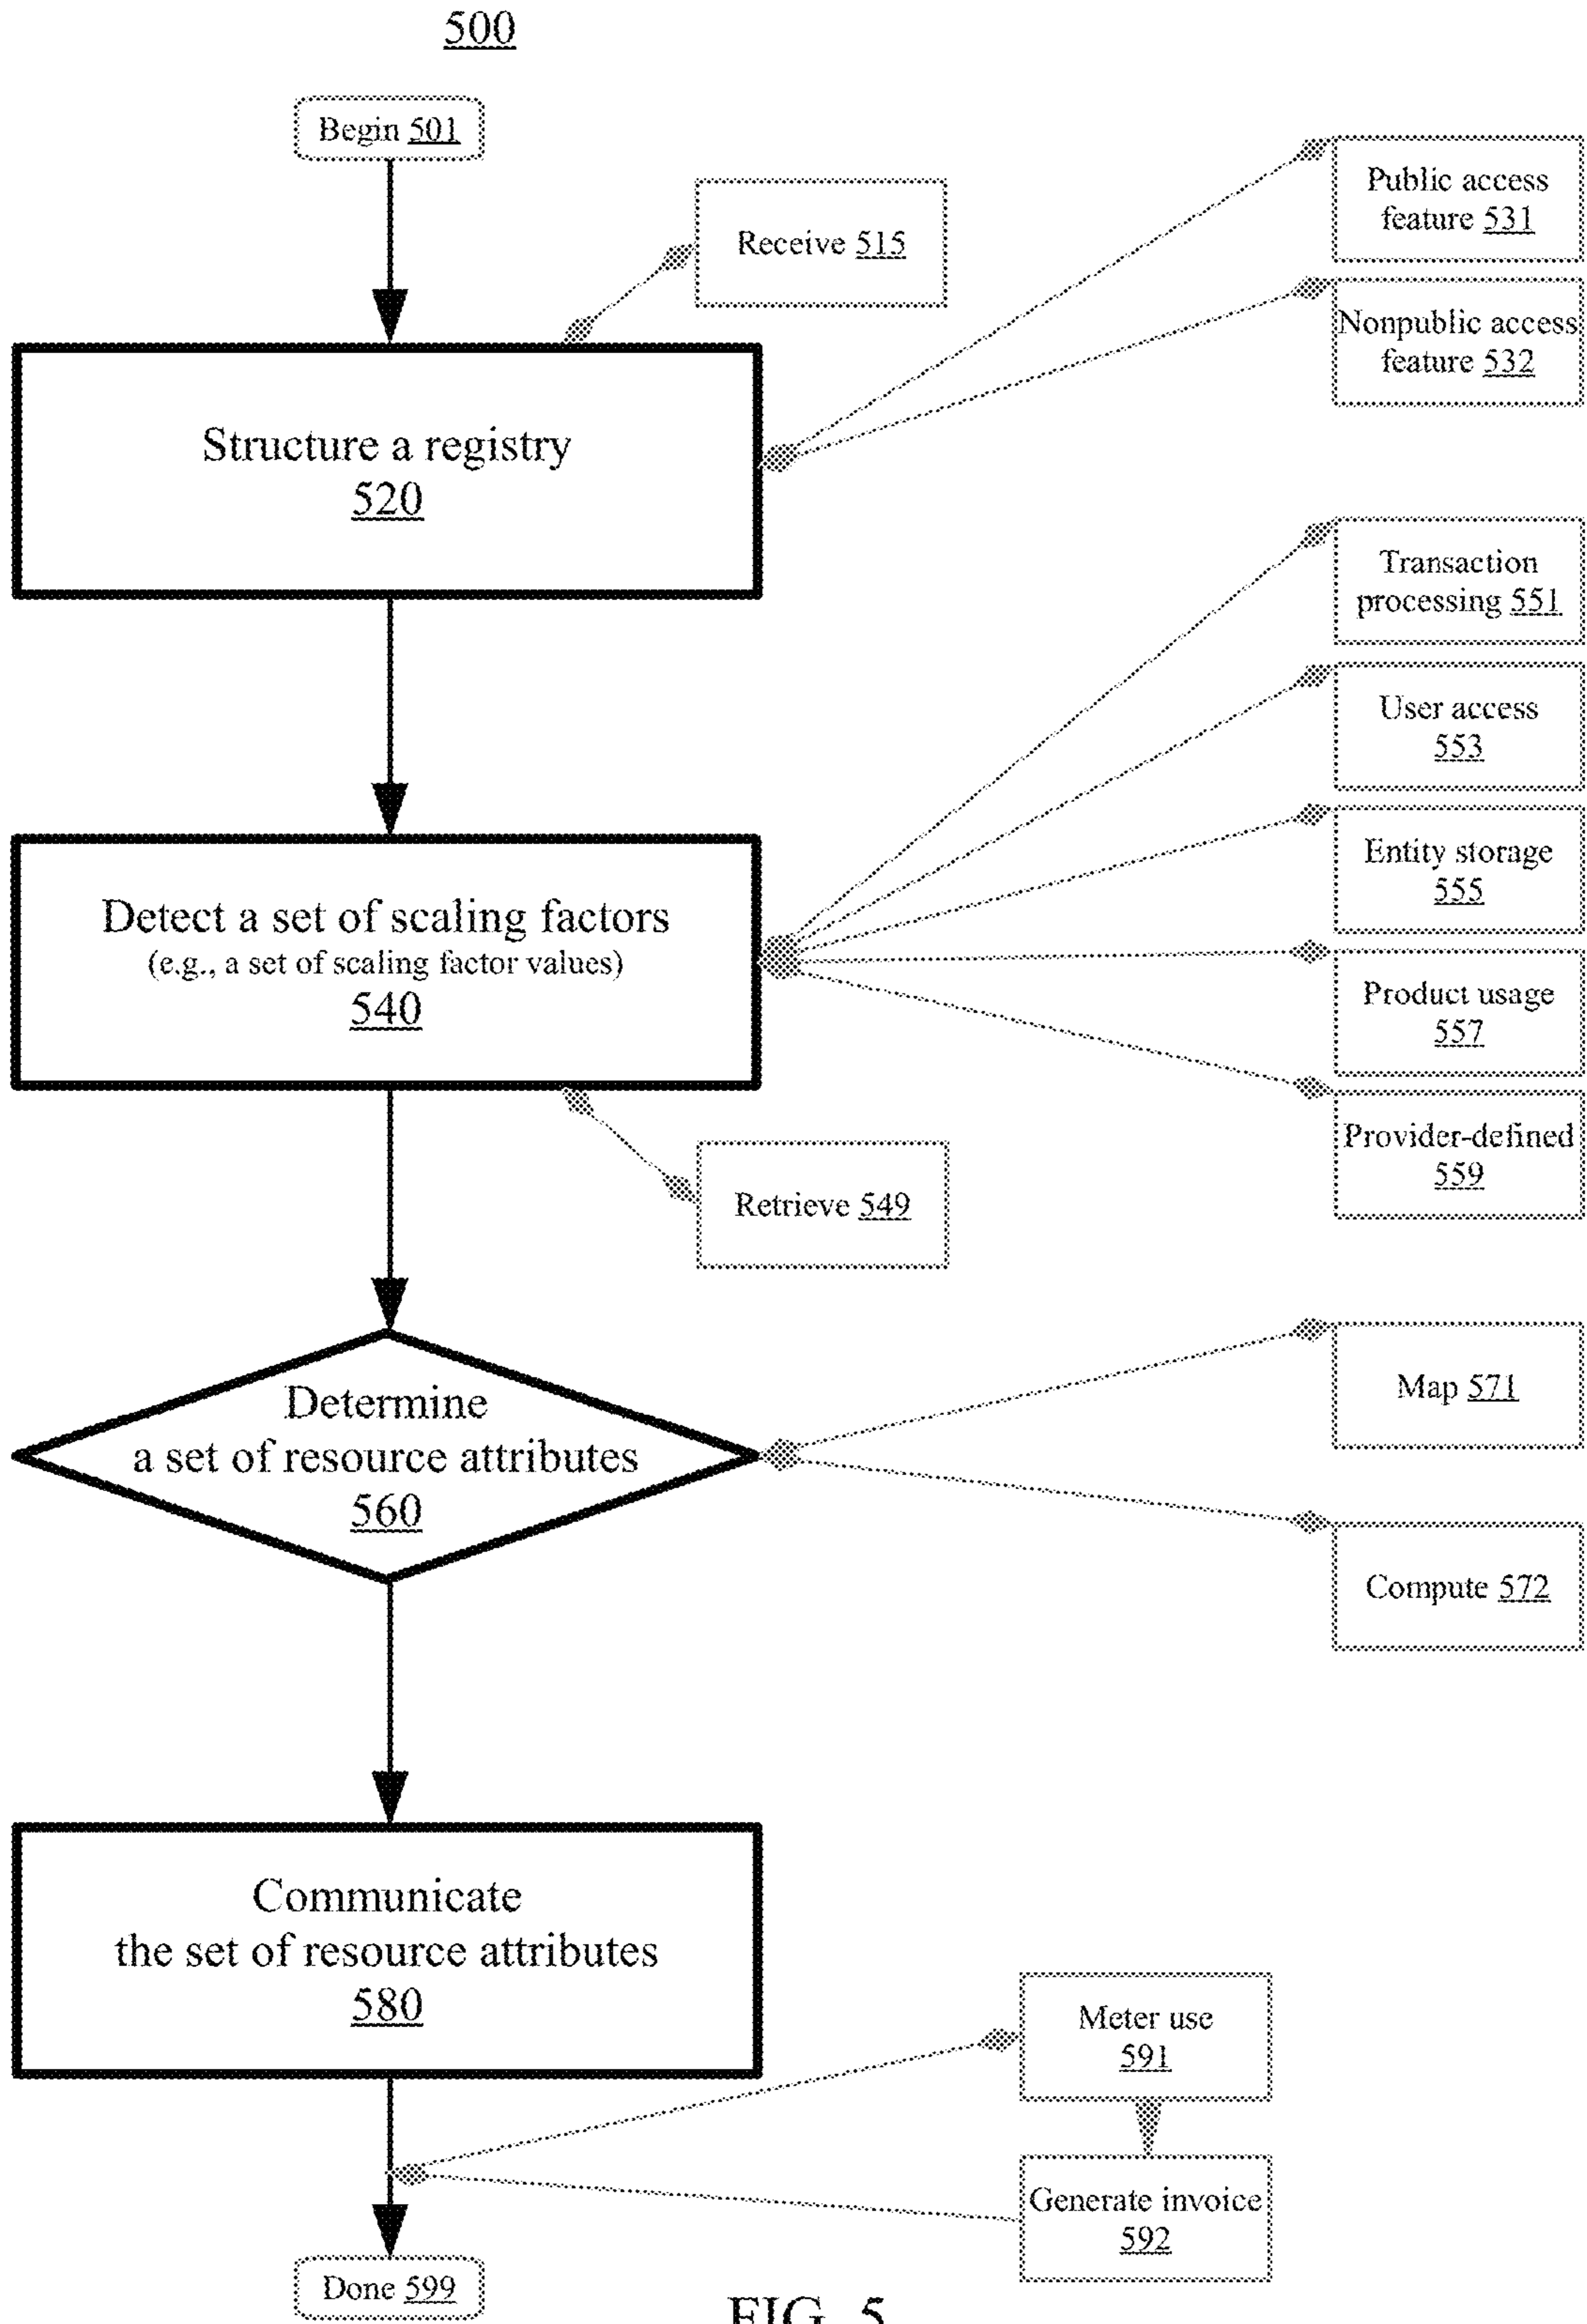 500
Begin 501
Receive 515
Public access
feature 531
Nonpublic access
feature 532
Structure a registry
520
Transaction
processing 551
User access
553
Entity storage
555
Product usage
557
Provider-defined
559
Detect a set of scaling factors
(e.g., a set of scaling factor values)
540
Retrieve 549
Determine
a set of resource attributes
560
Map 571
Compute 572
Communicate
the set of resource attributes
580
Meter use
591
Generate invoice
592
Done 599
FIG. 5